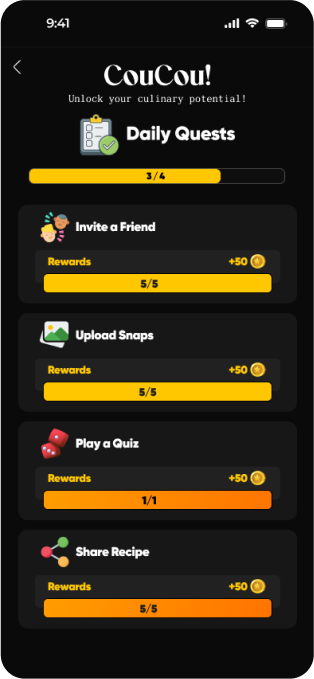 9:41
CouCou!
Unlock your culinary potential!
Daily Quests
3/4
Invite a Friend
Rewards +50
5/5
Upload Snaps
Rewards +50
5/5
Play a Quiz
Rewards +50
1/1
Share Recipe
Rewards +50
5/5